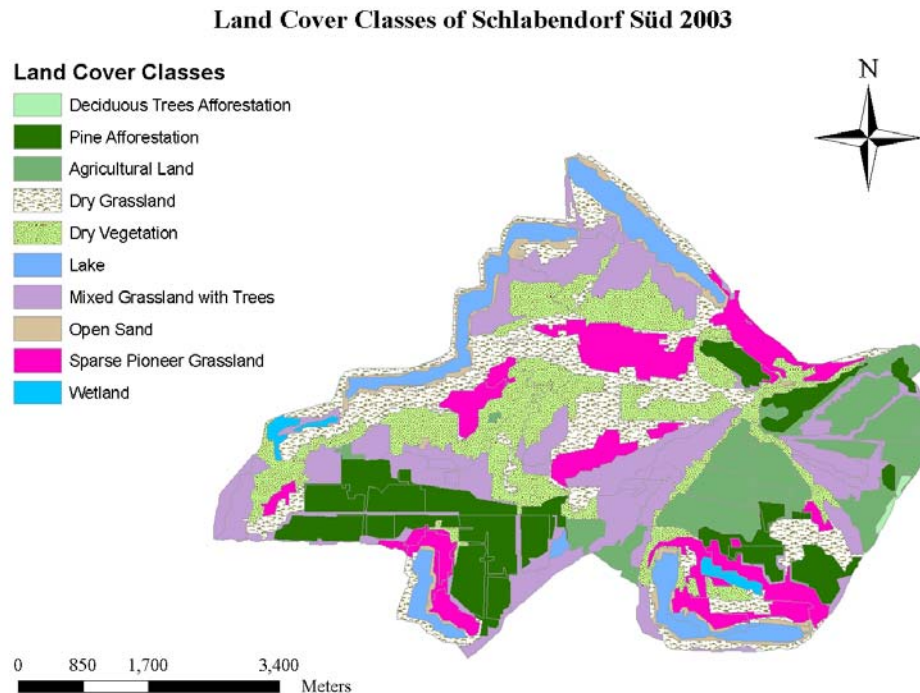 Land Cover Classes of Schlabendorf Süd 2003
Land Cover Classes
N
Deciduous Trees Afforestation
Pine Afforestation
Agricultural Land
Dry Grassland
Dry Vegetation
Lake
Mixed Grassland with Trees
Open Sand
Sparse Pioneer Grassland
Wetland
0 850 1,700 3,400
Meters